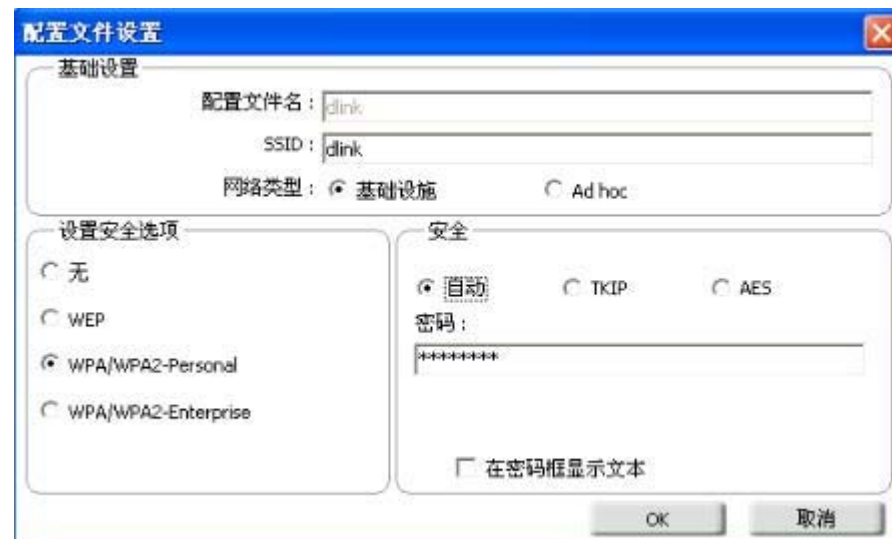 配置文件设置
基础设置
配置文件名：dlink
SSID：dlink
网络类型：基础设施 Ad hoc
设置安全选项
无
WEP
WPA/WPA2-Personal
WPA/WPA2-Enterprise
安全
自动 TKIP AES
密码：
********
在密码框显示文本
OK 取消